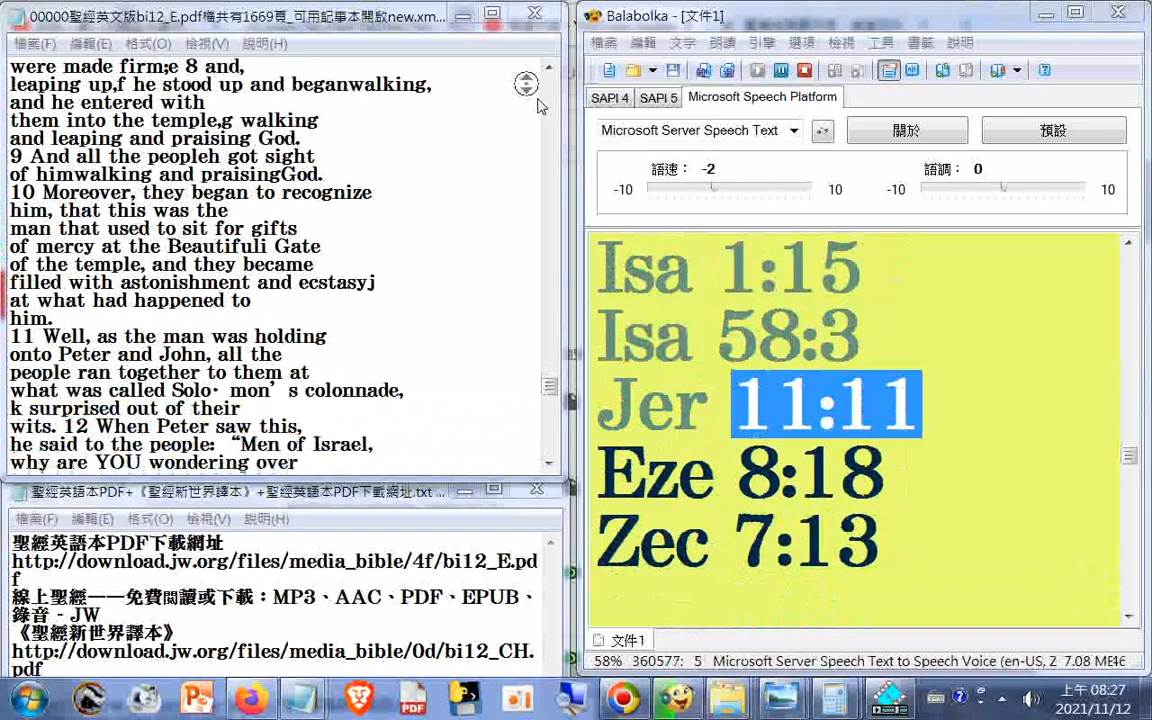 00000聖經英文版bi12_E.pdf檔共有1669頁_可用記事本開啟new.xm...
檔案(F) 編輯(E) 格式(O) 檢視(V) 說明(H)
were made firm;e 8 and,
leaping up,f he stood up and beganwalking,
and he entered with
them into the temple,g walking
and leaping and praising God.
9 And all the peopleh got sight
of himwalking and praisingGod.
10 Moreover, they began to recognize
him, that this was the
man that used to sit for gifts
of mercy at the Beautifuli Gate
of the temple, and they became
filled with astonishment and ecstasyj
at what had happened to
him.
11 Well, as the man was holding
onto Peter and John, all the
people ran together to them at
what was called Solo· mon’s colonnade,
k surprised out of their
wits. 12 When Peter saw this,
he said to the people: “Men of Israel,
why are YOU wondering over
聖經英語本PDF+《聖經新世界譯本》+聖經英語本PDF下載網址.txt ...
檔案(F) 編輯(E) 格式(O) 檢視(V) 說明(H)
聖經英語本PDF下載網址
http://download.jw.org/files/media_bible/4f/bi12_E.pd
f
線上聖經——免費閱讀或下載：MP3、AAC、PDF、EPUB、
錄音 - JW
《聖經新世界譯本》
http://download.jw.org/files/media_bible/0d/bi12_CH.
pdf
Balabolka - [文件1]
檔案 編輯 文字 朗讀 引擎 選項 檢視 工具 書籤 說明
SAPI 4 SAPI 5 Microsoft Speech Platform
Microsoft Server Speech Text 關於 預設
語速： -2 語調： 0
-10 10 -10 10
Isa 1:15
Isa 58:3
Jer 11:11
Eze 8:18
Zec 7:13
文件1
58% 360577: 5 Microsoft Server Speech Text to Speech Voice (en-US, Z 7.08 ME46
上午 08:27
2021/11/12